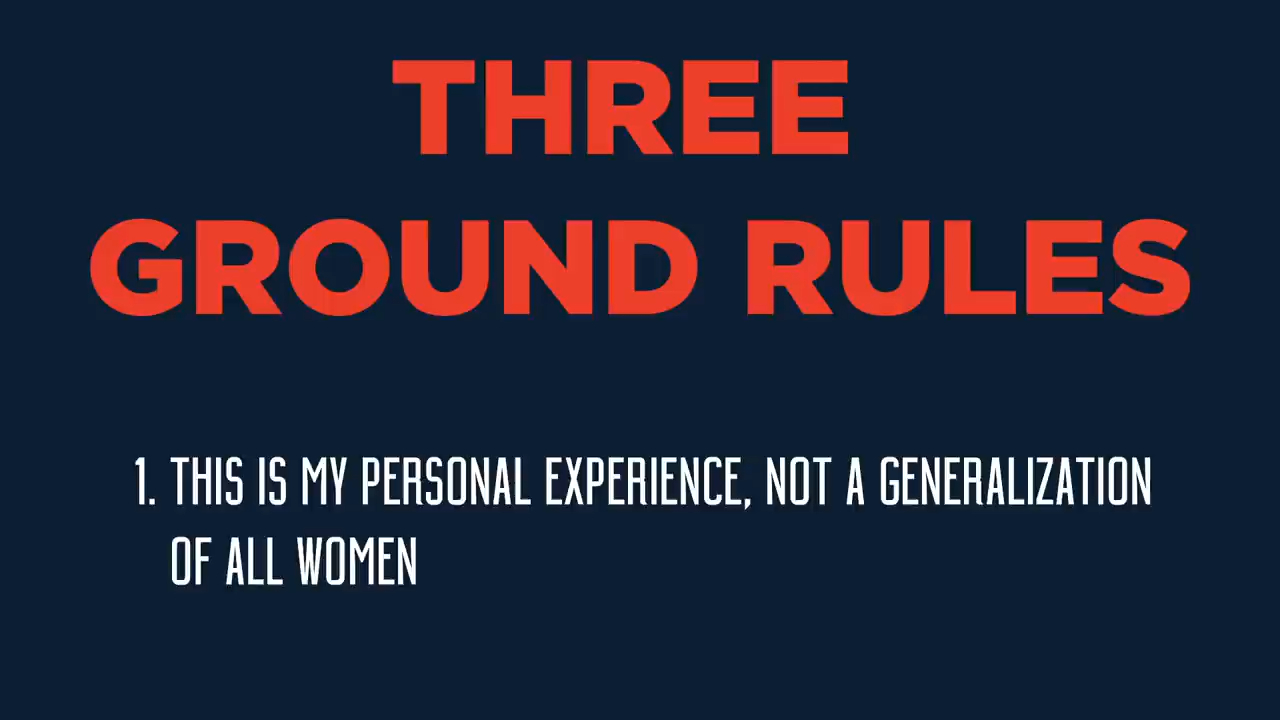 THREE
GROUND RULES
1. THIS IS MY PERSONAL EXPERIENCE, NOT A GENERALIZATION
OF ALL WOMEN